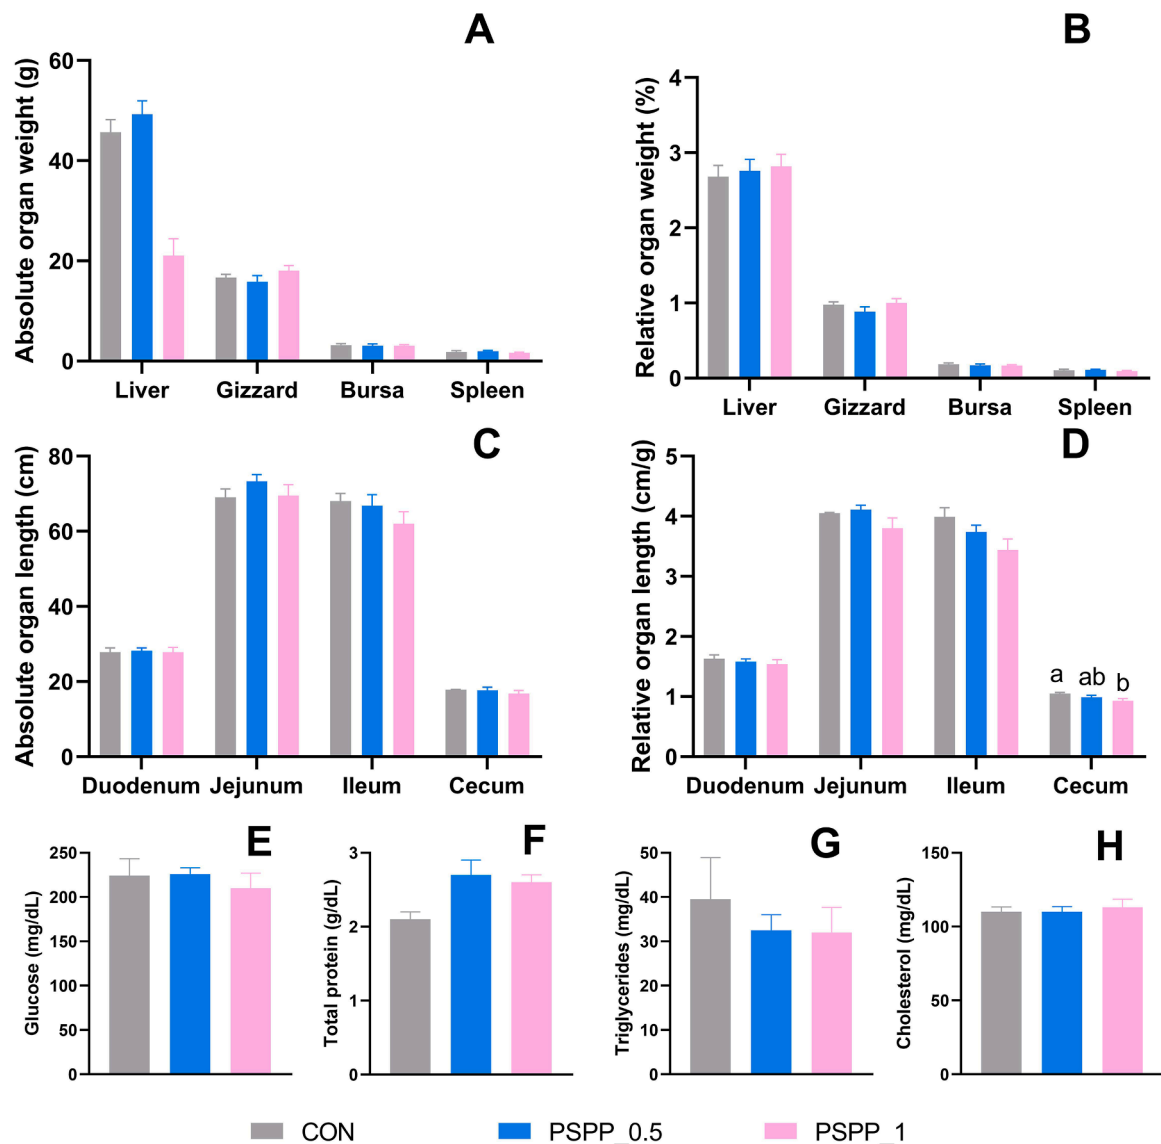 A
Absolute organ weight (g)
60
40
20
0
Liver Gizzard Bursa Spleen
B
Relative organ weight (%)
4
3
2
1
0
Liver Gizzard Bursa Spleen
C
Absolute organ length (cm)
80
60
40
20
0
Duodenum Jejunum Ileum Cecum
D
Relative organ length (cm/g)
5
4
3
2
1
0
a ab b
Duodenum Jejunum Ileum Cecum
E
Glucose (mg/dL)
250
200
150
100
50
0
F
Total protein (g/dL)
3
2
1
0
G
Triglycerides (mg/dL)
50
40
30
20
10
0
H
Cholesterol (mg/dL)
150
100
50
0
CON PSPP_0.5 PSPP_1